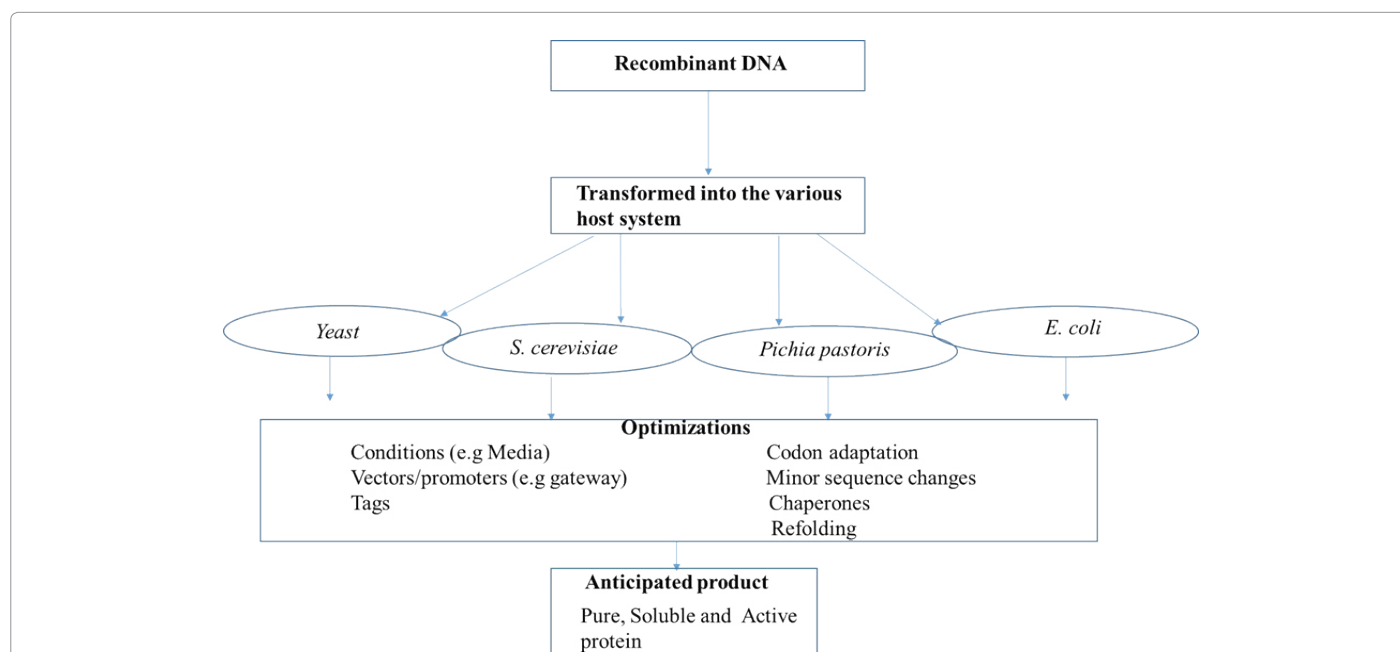 Recombinant DNA
Transformed into the various
host system
Yeast
S. cerevisiae
Pichia pastoris
E. coli
Optimizations
Conditions (e.g Media)
Vectors/promoters (e.g gateway)
Tags
Codon adaptation
Minor sequence changes
Chaperones
Refolding
Anticipated product
Pure, Soluble and Active
protein